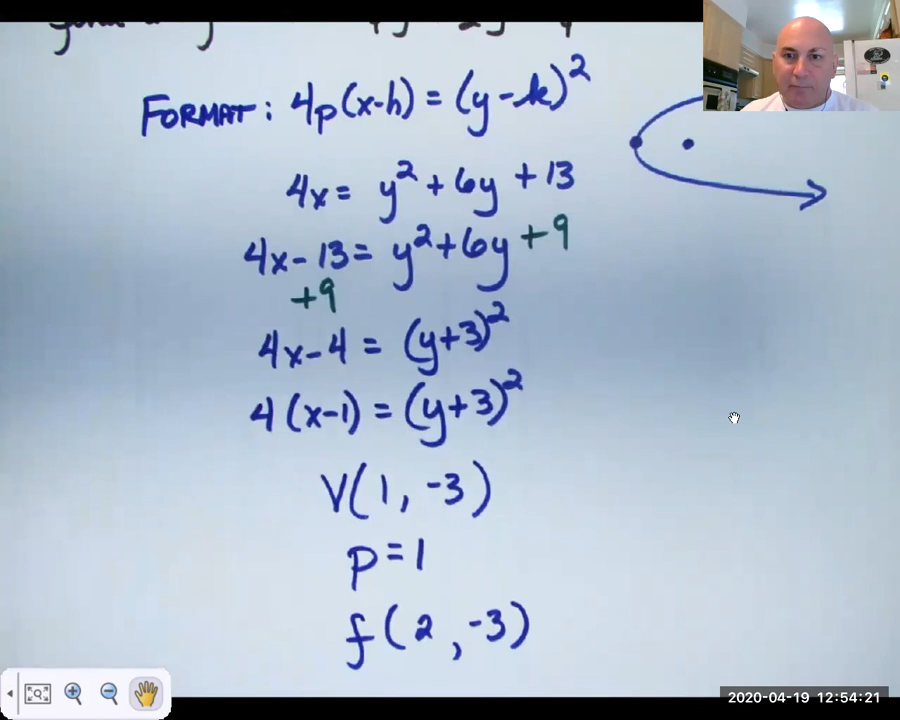 FORMAT: 4p(x-h) = (y-k)²
4x = y² + 6y + 13
4x - 13 = y² + 6y + 9
+9
4x - 4 = (y+3)²
4(x-1) = (y+3)²
V(1, -3)
p = 1
f(2, -3)
2020-04-19 12:54:21